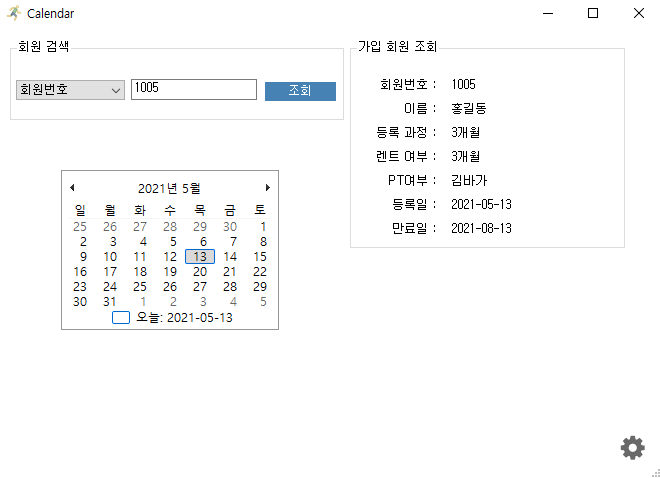 Calendar
회원 검색
회원번호 1005 조회
2021년 5월
일 월 화 수 목 금 토
25 26 27 28 29 30 1
2 3 4 5 6 7 8
9 10 11 12 13 14 15
16 17 18 19 20 21 22
23 24 25 26 27 28 29
30 31 1 2 3 4 5
오늘: 2021-05-13
가입 회원 조회
회원번호 : 1005
이름 : 홍길동
등록 과정 : 3개월
렌트 여부 : 3개월
PT여부 : 김바가
등록일 : 2021-05-13
만료일 : 2021-08-13